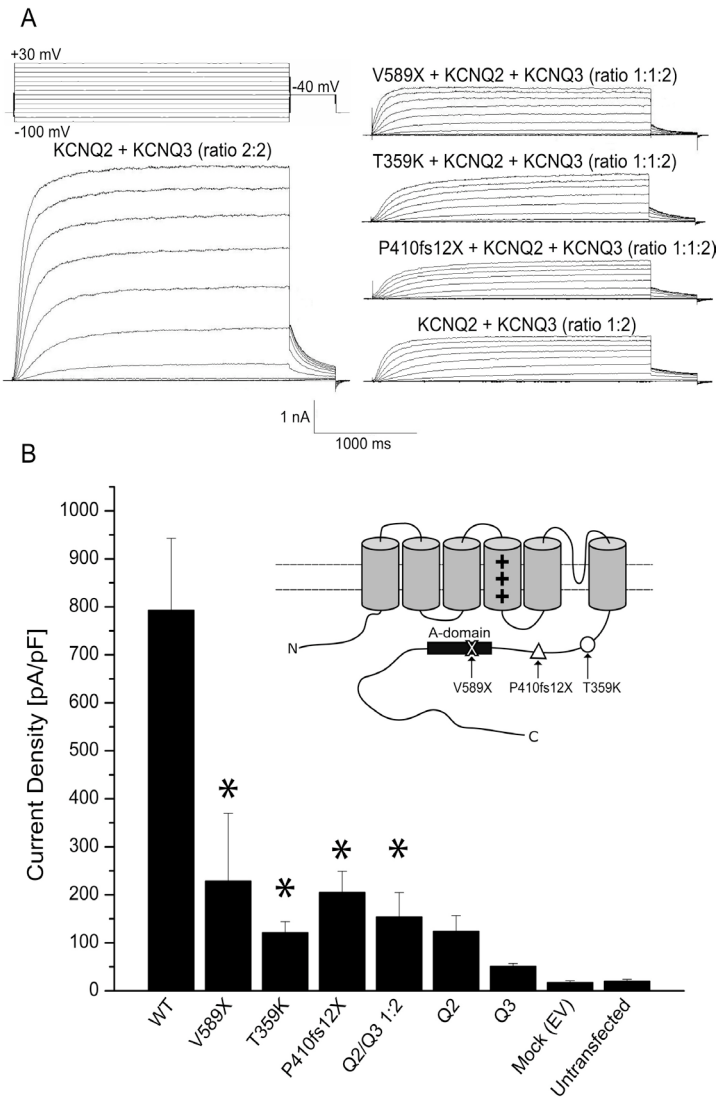 A
+30 mV
-40 mV
-100 mV
KCNQ2 + KCNQ3 (ratio 2:2)
V589X + KCNQ2 + KCNQ3 (ratio 1:1:2)
T359K + KCNQ2 + KCNQ3 (ratio 1:1:2)
P410fs12X + KCNQ2 + KCNQ3 (ratio 1:1:2)
KCNQ2 + KCNQ3 (ratio 1:2)
1 nA
1000 ms
B
Current Density [pA/pF]
1000
900
800
700
600
500
400
300
200
100
0
*
*
*
*
+
+
+
N
A-domain
X
V589X
P410fs12X
T359K
C
WT
V589X
T359K
P410fs12X
Q2/Q3 1:2
Q2
Q3
Mock (EV)
Untransfected